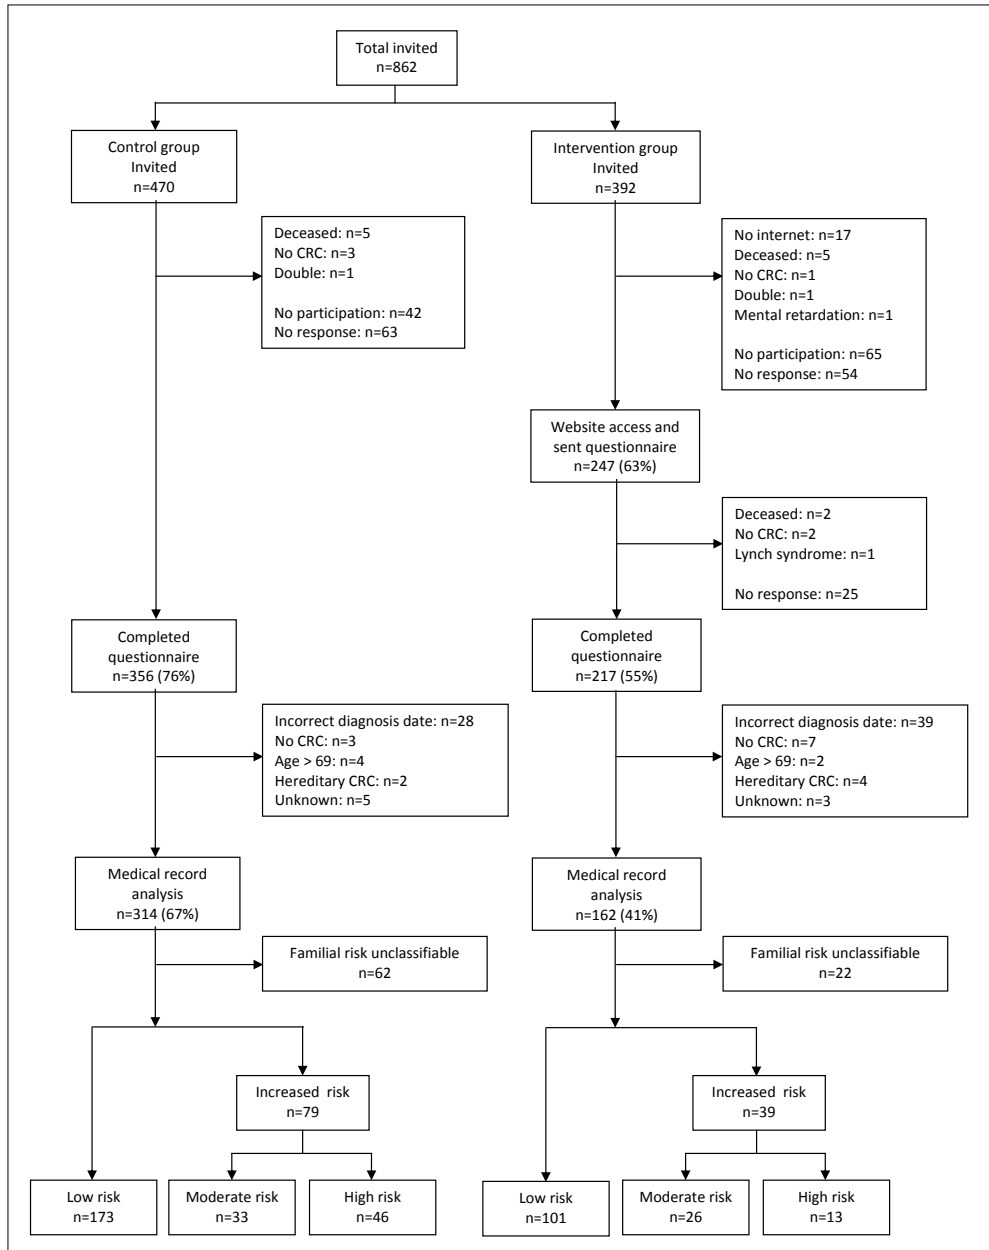 Total invited
n=862
Control group
Invited
n=470
Intervention group
Invited
n=392
Deceased: n=5
No CRC: n=3
Double: n=1
No participation: n=42
No response: n=63
No internet: n=17
Deceased: n=5
No CRC: n=1
Double: n=1
Mental retardation: n=1
No participation: n=65
No response: n=54
Website access and
sent questionnaire
n=247 (63%)
Deceased: n=2
No CRC: n=2
Lynch syndrome: n=1
No response: n=25
Completed
questionnaire
n=356 (76%)
Completed
questionnaire
n=217 (55%)
Incorrect diagnosis date: n=28
No CRC: n=3
Age > 69: n=4
Hereditary CRC: n=2
Unknown: n=5
Incorrect diagnosis date: n=39
No CRC: n=7
Age > 69: n=2
Hereditary CRC: n=4
Unknown: n=3
Medical record
analysis
n=314 (67%)
Medical record
analysis
n=162 (41%)
Familial risk unclassifiable
n=62
Familial risk unclassifiable
n=22
Increased risk
n=79
Increased risk
n=39
Low risk
n=173
Moderate risk
n=33
High risk
n=46
Low risk
n=101
Moderate risk
n=26
High risk
n=13